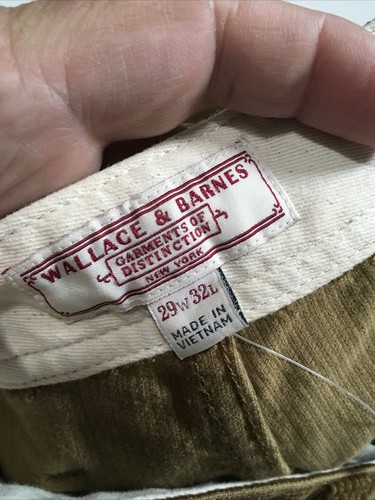 WALLACE & BARNES
GARMENTS OF
DISTINCTION
NEW YORK
29W 32L
MADE IN
VIETNAM